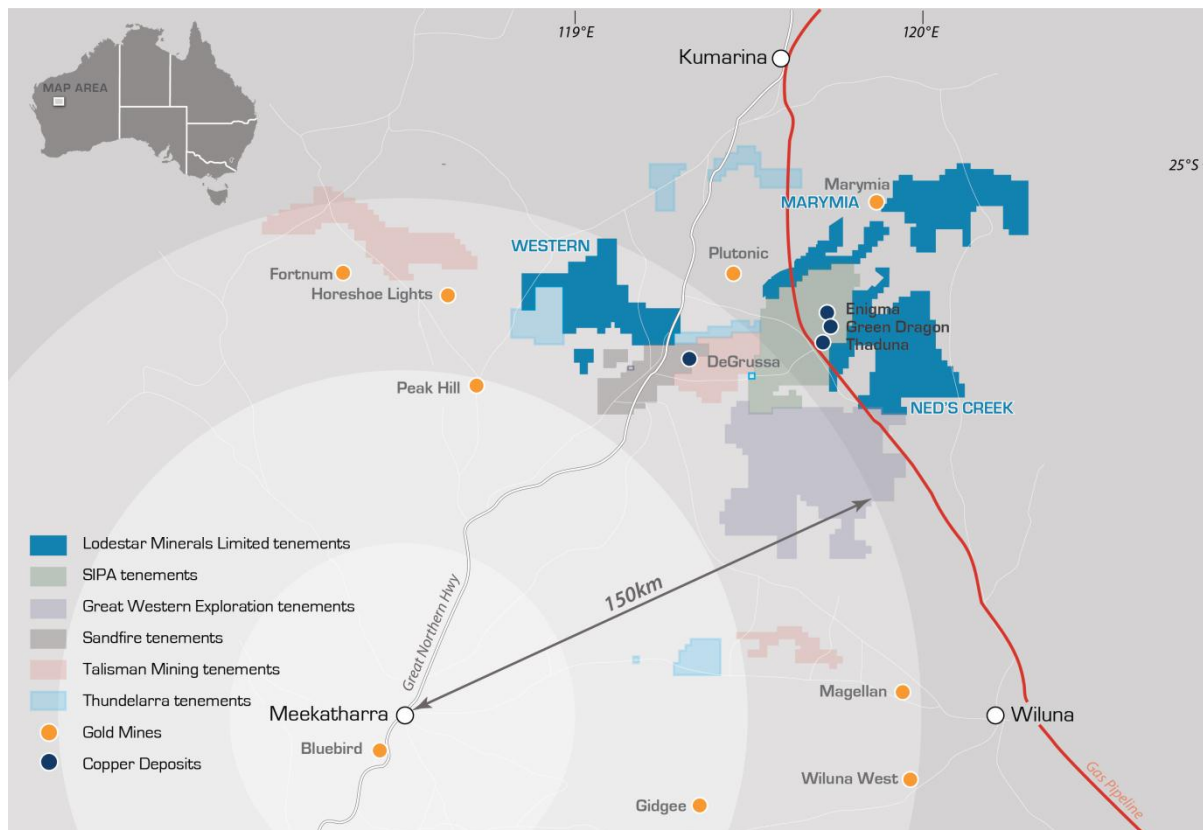 119°E
120°E
Kumarina
MAP AREA
25°S
Marymia
MARYMIA
WESTERN
Plutonic
Fortnum
Horeshoe Lights
Enigma
Green Dragon
Thaduna
DeGrussa
Peak Hill
NED'S CREEK
Lodestar Minerals Limited tenements
SIPA tenements
Great Western Exploration tenements
Sandfire tenements
Talisman Mining tenements
Thundelarra tenements
Gold Mines
Copper Deposits
Great Northern Hwy
150km
Magellan
Meekatharra
Wiluna
Bluebird
Wiluna West
Gas Pipeline
Gidgee